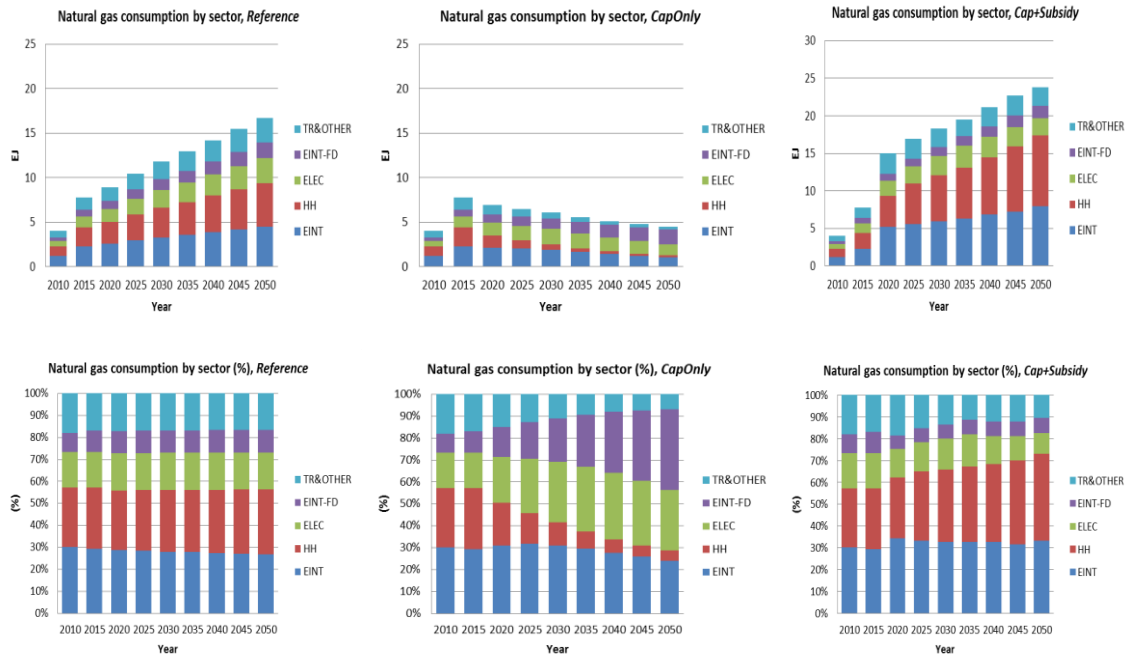 Natural gas consumption by sector, Reference
25
20
15
10
5
0
EJ
2010 2015 2020 2025 2030 2035 2040 2045 2050
Year
TR&OTHER
EINT-FD
ELEC
HH
EINT
Natural gas consumption by sector, CapOnly
25
20
15
10
5
0
EJ
2010 2015 2020 2025 2030 2035 2040 2045 2050
Year
TR&OTHER
EINT-FD
ELEC
HH
EINT
Natural gas consumption by sector, Cap+Subsidy
30
25
20
15
10
5
0
EJ
2010 2015 2020 2025 2030 2035 2040 2045 2050
Year
TR&OTHER
EINT-FD
ELEC
HH
EINT
Natural gas consumption by sector (%), Reference
100%
90%
80%
70%
60%
50%
40%
30%
20%
10%
0%
(%)
2010 2015 2020 2025 2030 2035 2040 2045 2050
Year
TR&OTHER
EINT-FD
ELEC
HH
EINT
Natural gas consumption by sector (%), CapOnly
100%
90%
80%
70%
60%
50%
40%
30%
20%
10%
0%
(%)
2010 2015 2020 2025 2030 2035 2040 2045 2050
Year
TR&OTHER
EINT-FD
ELEC
HH
EINT
Natural gas consumption by sector (%), Cap+Subsidy
100%
90%
80%
70%
60%
50%
40%
30%
20%
10%
0%
(%)
2010 2015 2020 2025 2030 2035 2040 2045 2050
Year
TR&OTHER
EINT-FD
ELEC
HH
EINT